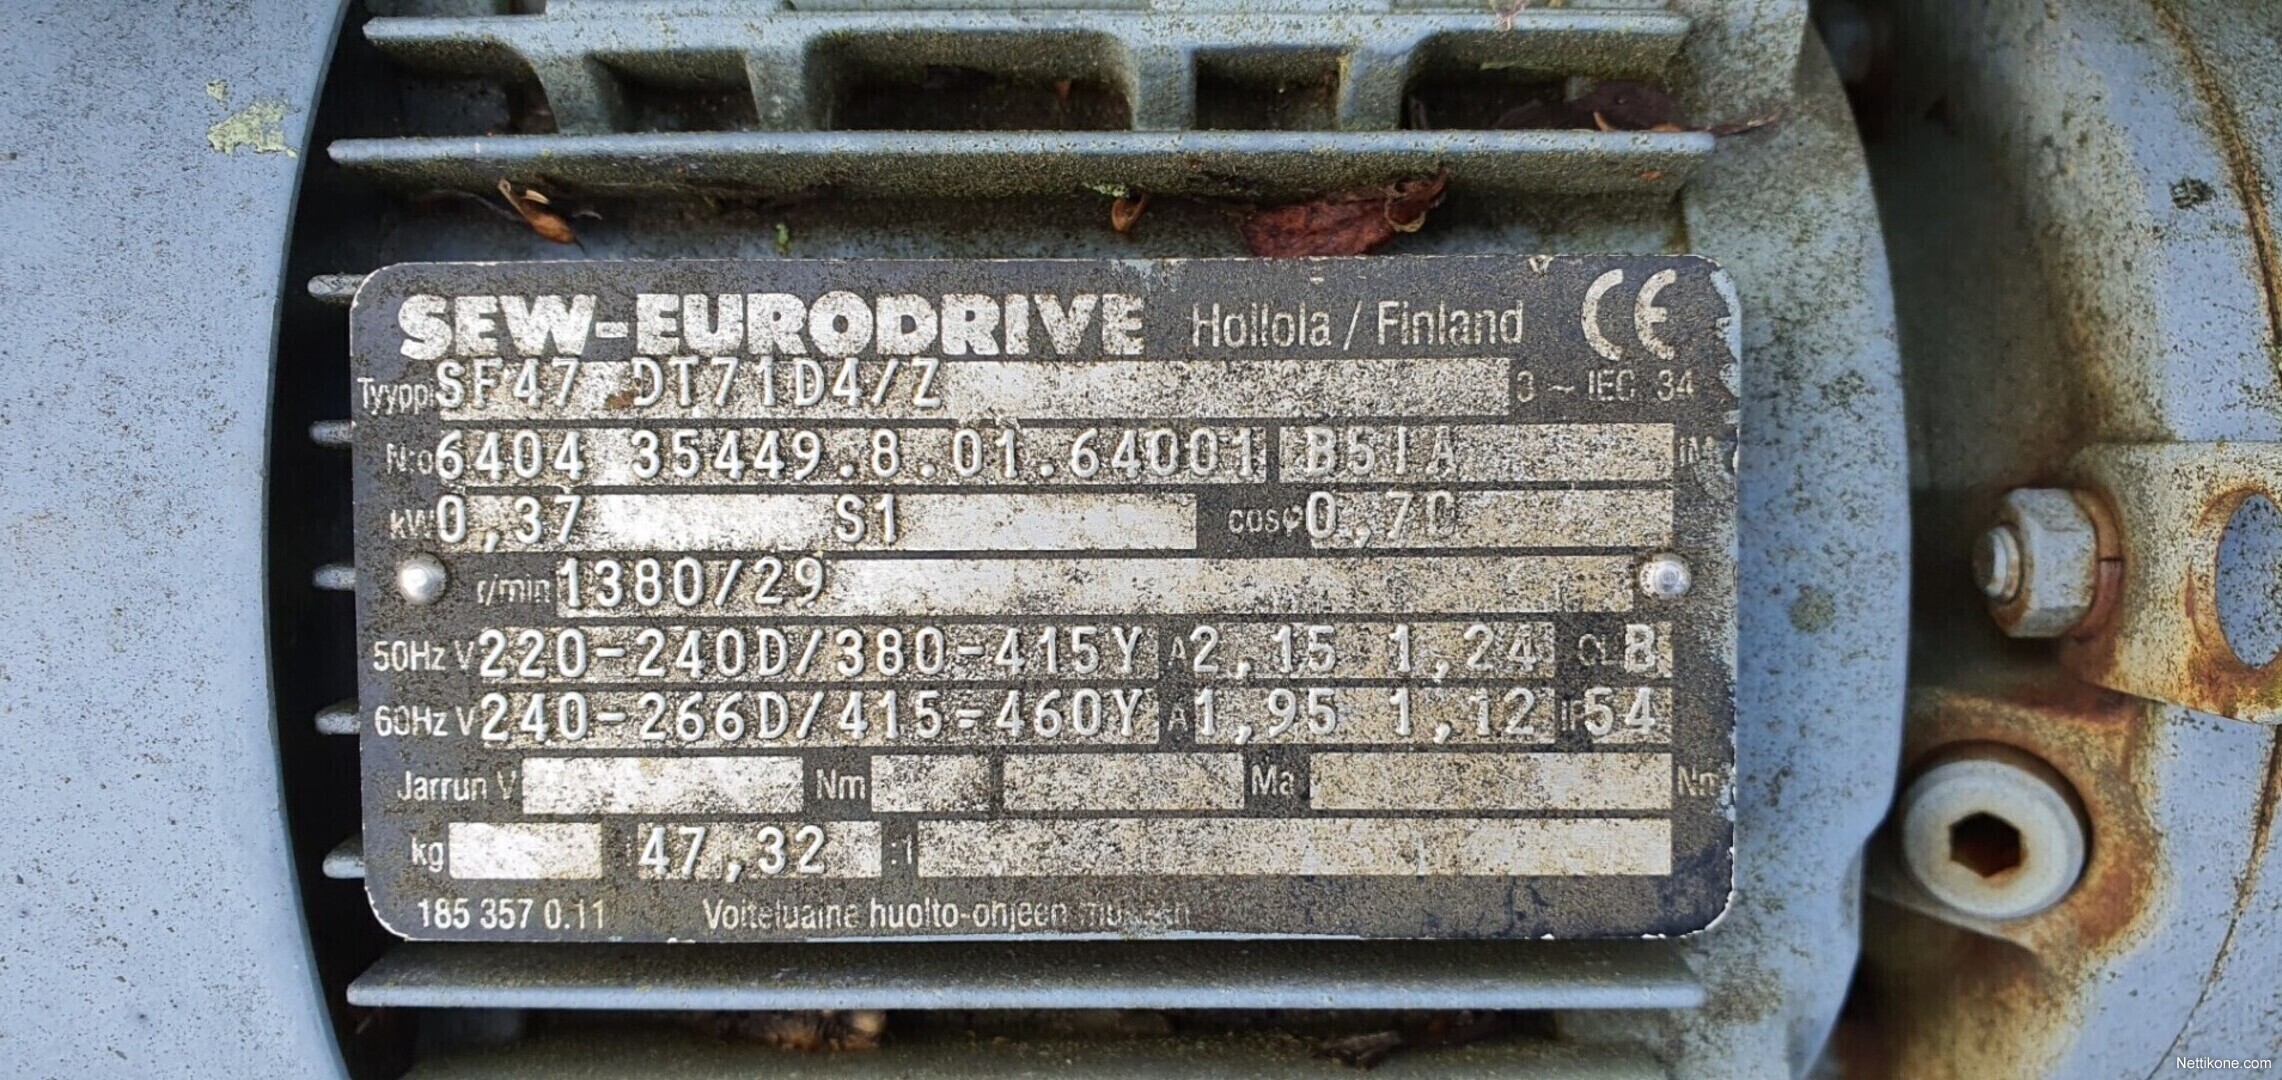 SEW-EURODRIVE Hollola / Finland CE
Tyyppi SF47 DT71D4/Z 3 ~ IEC 34
Nro 6404 35449.8.01.64001 B5IA IM
kW 0,37 S1 cosφ 0,70
r/min 1380/29
50Hz V 220-240D/380-415Y A 2,15 1,24 CL B
60Hz V 240-266D/415-460Y A 1,95 1,12 IP 54
Jarrun V Nm Ma Nm
kg 47,32 :1
185 357 0.11 Voiteluaine huolto-ohjeen
Nettikone.com